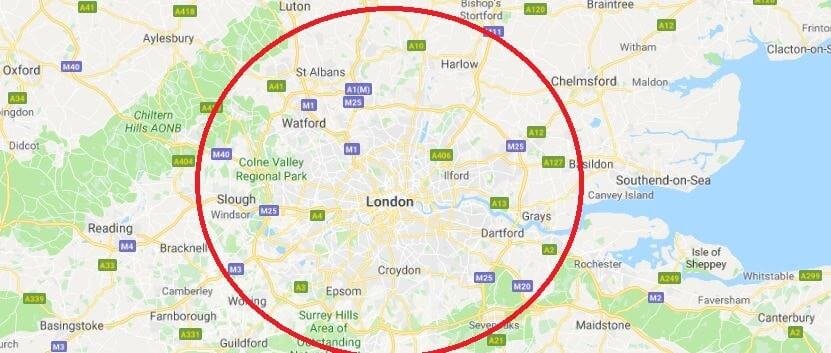 A41
A418
Luton
Bishop's
Stortford
A120
Braintree
A12
A10
M11
Frinto
Aylesbury
Witham
Clacton-on-S
Oxford
M40
St Albans
Harlow
Chelmsford
Maldon
A41
A1(M)
M25
M1
A34
ngdon
Chiltern
Hills AONB
Watford
A12
Didcot
M1
A406
M25
A127
Basildon
A404
M40
Colne Valley
Regional Park
Ilford
Southend-on-Sea
Canvey Island
Slough
Windsor
M25
A4
London
A13
Grays
Reading
M4
Bracknell
Dartford
A2
Croydon
Rochester
Isle of
Sheppey
A33
M3
M25
M20
A249
Whitstable
A299
Camberley
Woking
A3
Epsom
M2
Faversham
A339
Basingstoke
Farnborough
A331
Guildford
Surrey Hills
Area of
Outstanding
Sevenoaks
A21
Maidstone
Canterbury
A2
M3